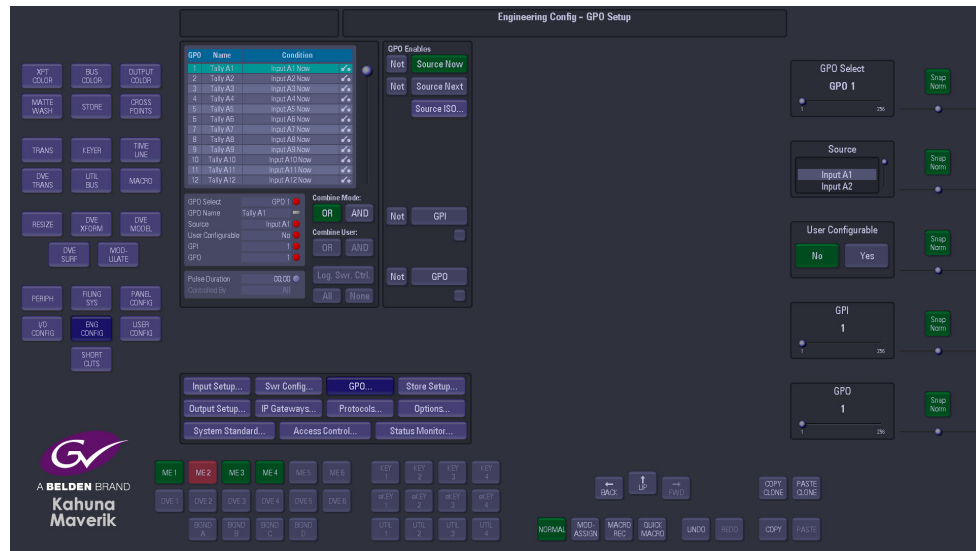 Engineering Config - GPO Setup
XPT COLOR
BUS COLOR
OUTPUT COLOR
MATTE WASH
STORE
CROSS POINTS
TRANS
KEYER
TIME LINE
DVE TRANS
UTIL BUS
MACRO
RESIZE
DVE XFORM
DVE MODEL
DVE SURF
MOD- ULATE
PERIPH
FILING SYS
PANEL CONFIG
I/O CONFIG
ENG CONFIG
USER CONFIG
SHORT CUTS
GPO Name Condition
1 Tally A1 Input A1 Now
2 Tally A2 Input A2 Now
3 Tally A3 Input A3 Now
4 Tally A4 Input A4 Now
5 Tally A5 Input A5 Now
6 Tally A6 Input A6 Now
7 Tally A7 Input A7 Now
8 Tally A8 Input A8 Now
9 Tally A9 Input A9 Now
10 Tally A10 Input A10 Now
11 Tally A11 Input A11 Now
12 Tally A12 Input A12 Now
GPO Select GPO 1
GPO Name Tally A1
Source Input A1
User Configurable No
GPI 1
GPO 1
Pulse Duration 00:00
Controlled By All
Combine Mode:
OR AND
Combine User:
OR AND
Log. Swr. Ctrl.
All None
GPO Enables
Not Source Now
Not Source Next
Source ISO...
Not GPI
Not GPO
Input Setup... Swr Config... GPO... Store Setup...
Output Setup... IP Gateways... Protocols... Options...
System Standard... Access Control... Status Monitor...
GPO Select
GPO 1
1 256
Snap Norm
Source
Input A1
Input A2
Snap Norm
User Configurable
No Yes
Snap Norm
GPI
1
1 256
Snap Norm
GPO
1
1 256
Snap Norm
GV
A BELDEN BRAND
Kahuna
Maverik
ME 1 ME 2 ME 3 ME 4 ME 5 ME 6
DVE 1 DVE 2 DVE 3 DVE 4 DVE 5 DVE 6
BGND A BGND B BGND C BGND D
KEY 1 KEY 2 KEY 3 KEY 4
øKEY 1 øKEY 2 øKEY 3 øKEY 4
UTIL 1 UTIL 2 UTIL 3 UTIL 4
BACK UP FWD
COPY CLONE PASTE CLONE
NORMAL MOD- ASSIGN MACRO REC QUICK MACRO UNDO REDO COPY PASTE